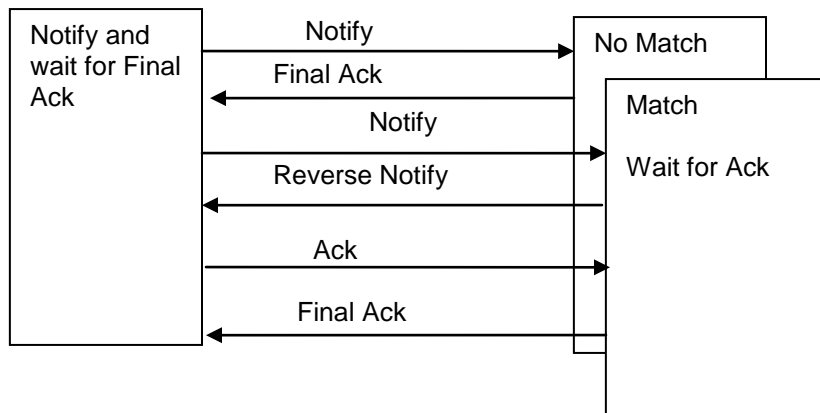 Notify and
wait for Final
Ack
Notify
Final Ack
Notify
Reverse Notify
Ack
Final Ack
No Match
Match
Wait for Ack